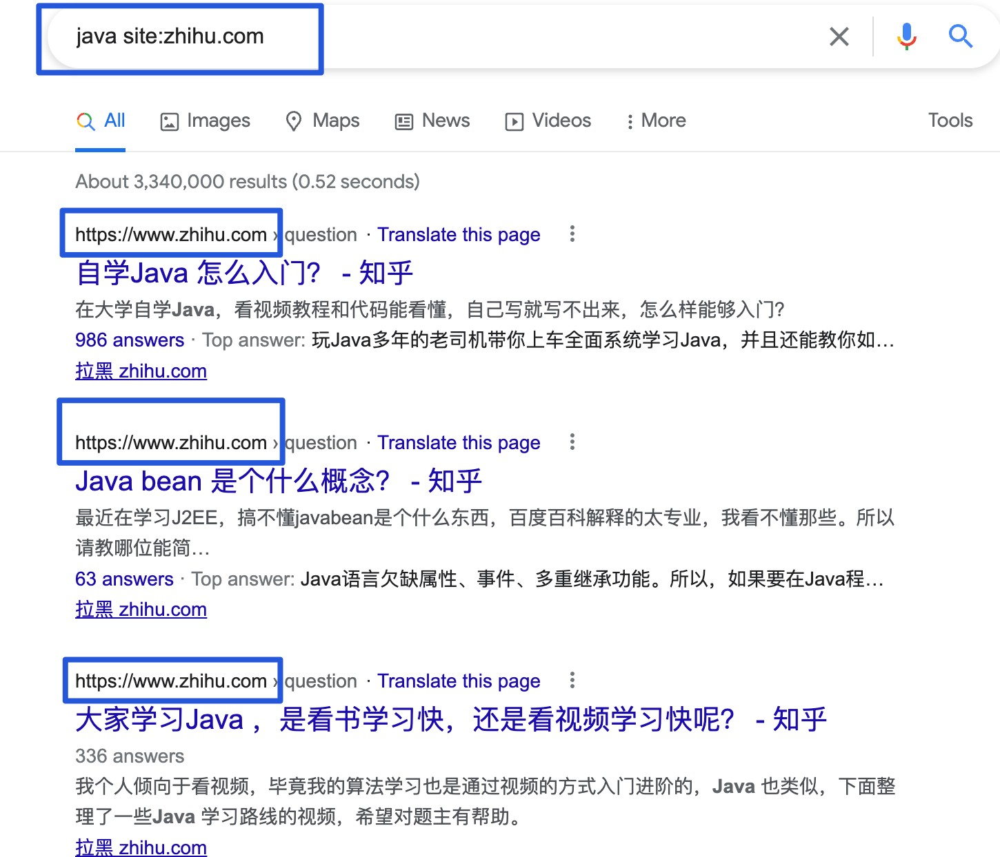 java site:zhihu.com
All Images Maps News Videos More Tools
About 3,340,000 results (0.52 seconds)
https://www.zhihu.com › question · Translate this page
自学Java 怎么入门？ - 知乎
在大学自学Java，看视频教程和代码能看懂，自己写就写不出来，怎么样能够入门?
986 answers · Top answer: 玩Java多年的老司机带你上车全面系统学习Java，并且还能教你如...
拉黑 zhihu.com
https://www.zhihu.com › question · Translate this page
Java bean 是个什么概念？ - 知乎
最近在学习J2EE，搞不懂javabean是个什么东西，百度百科解释的太专业，我看不懂那些。所以
请教哪位能简...
63 answers · Top answer: Java语言欠缺属性、事件、多重继承功能。所以，如果要在Java程...
拉黑 zhihu.com
https://www.zhihu.com › question · Translate this page
大家学习Java ，是看书学习快，还是看视频学习快呢？ - 知乎
336 answers
我个人倾向于看视频，毕竟我的算法学习也是通过视频的方式入门进阶的，Java 也类似，下面整
理了一些Java 学习路线的视频，希望对题主有帮助。
拉黑 zhihu.com